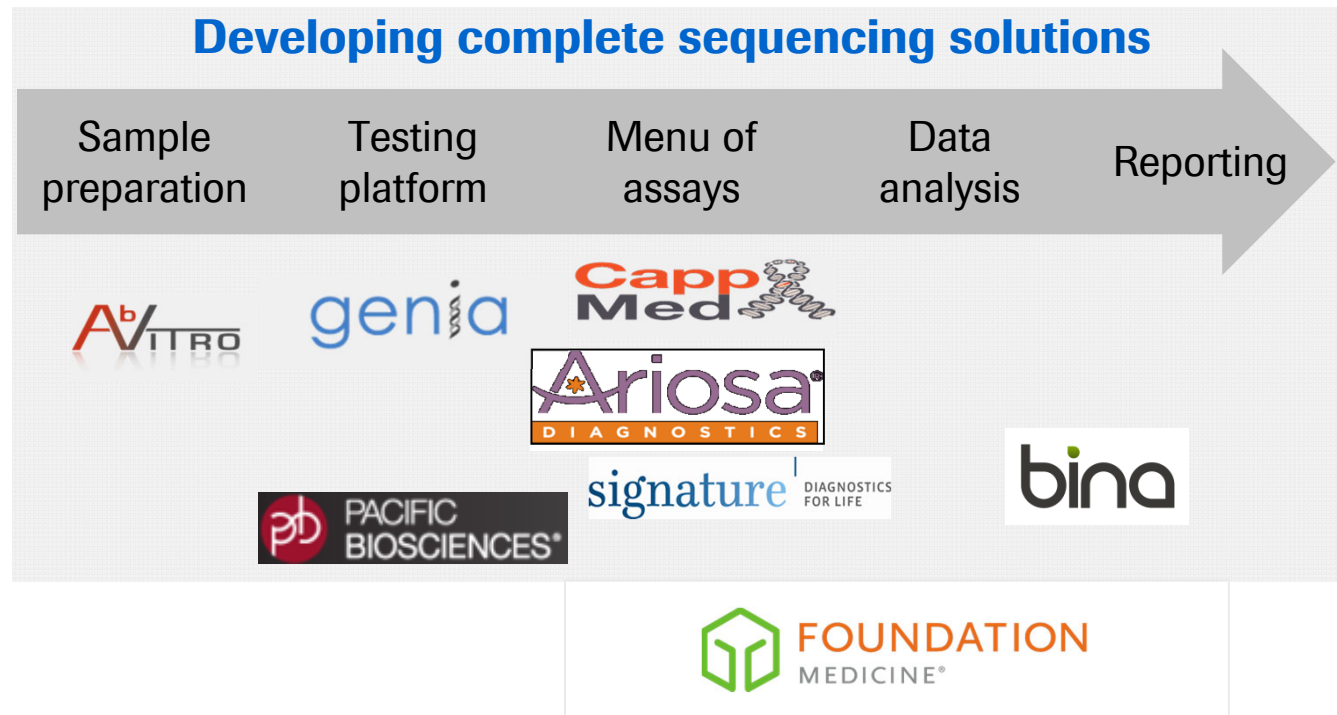 Developing complete sequencing solutions
Sample
preparation
Testing
platform
Menu of
assays
Data
analysis
Reporting
AbVITRO
genia
Capp
Med
Ariosa®
DIAGNOSTICS
signature
DIAGNOSTICS
FOR LIFE
bina
pb
PACIFIC
BIOSCIENCES®
FOUNDATION
MEDICINE®